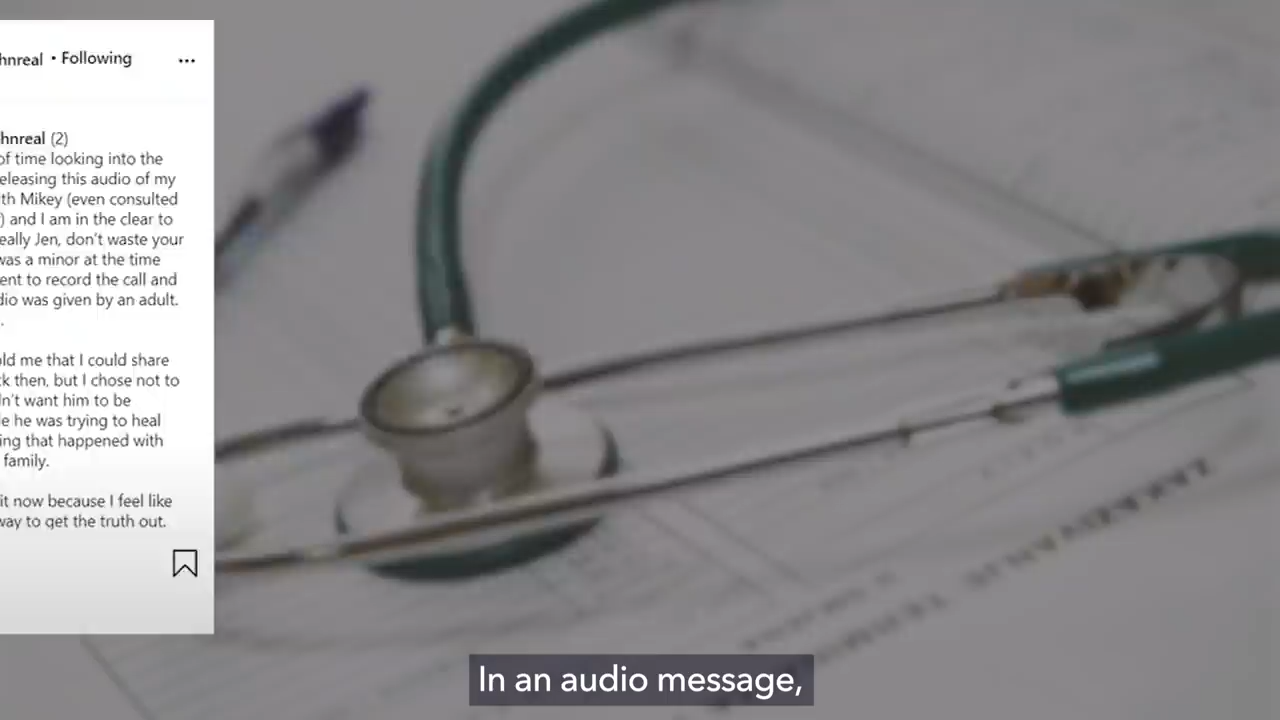 hnreal • Following
hnreal (2)
of time looking into the
eleasing this audio of my
th Mikey (even consulted
) and I am in the clear to
eally Jen, don't waste your
was a minor at the time
ent to record the call and
dio was given by an adult.
.
old me that I could share
k then, but I chose not to
n't want him to be
e he was trying to heal
ing that happened with
family.
it now because I feel like
way to get the truth out.
In an audio message,